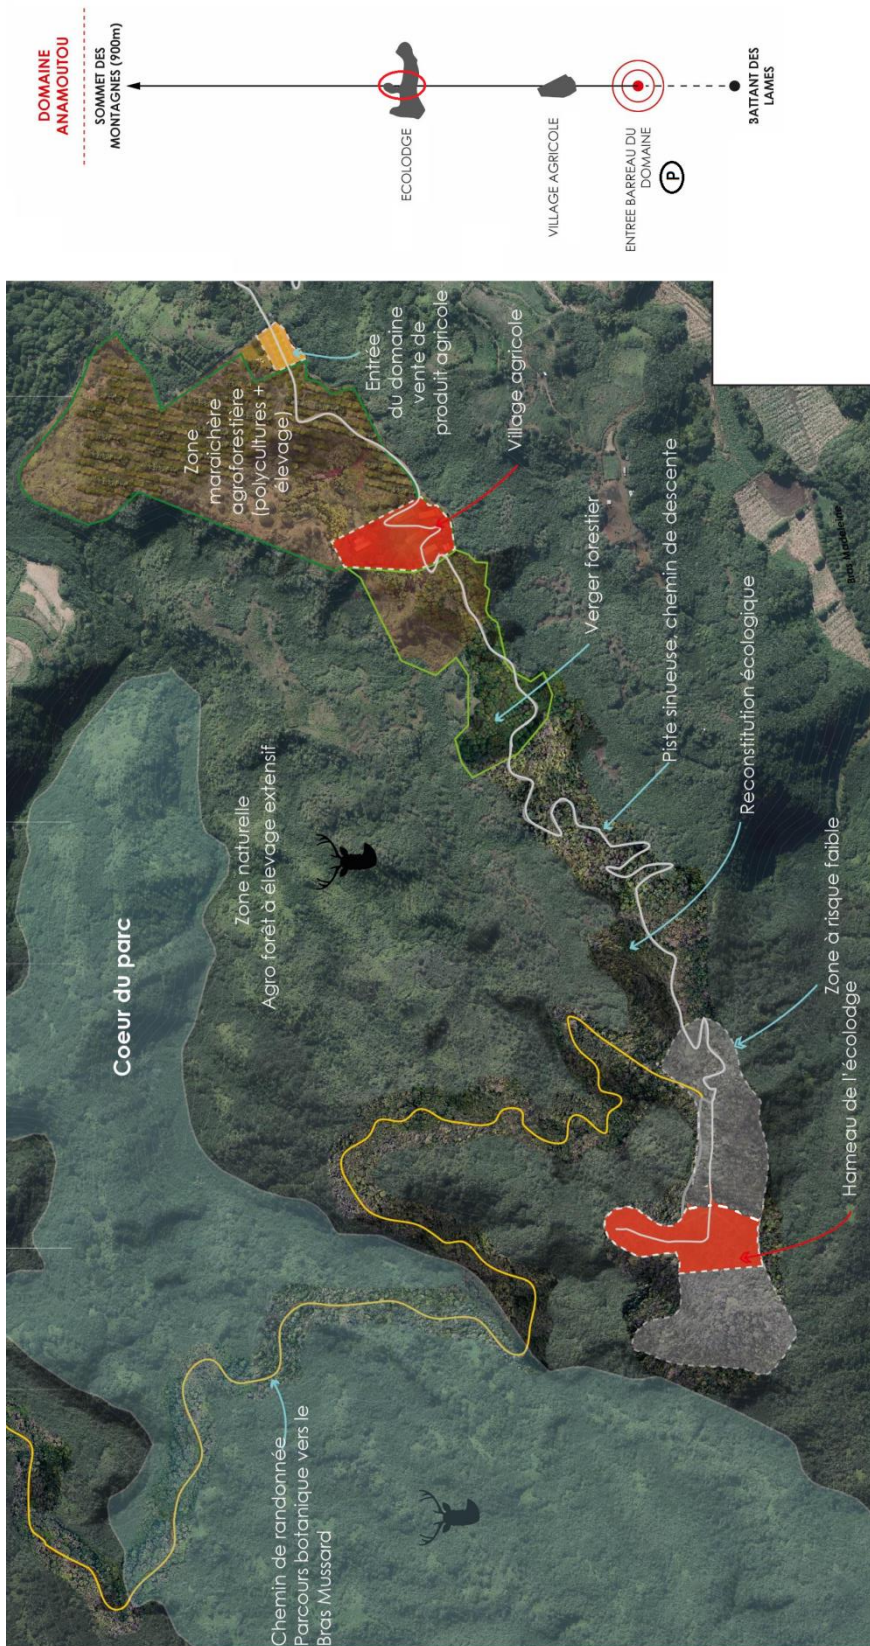 DOMAINE
ANAMOUTOU
SOMMET DES
MONTAGNES (900m)
ECOLODGE
VILLAGE AGRICOLE
ENTREE BARREAU DU
DOMAINE
P
BATTANT DES
LAMES
Coeur du parc
Zone naturelle
Agro forêt à élevage extensif
Zone
maraichère
agroforestière
(polycultures +
élevage)
Entrée
du domaine
vente de
produit agricole
Village agricole
Verger forestier
Piste sinueuse, chemin de descente
Reconstitution écologique
Zone à risque faible
Hameau de l'écolodge
Chemin de randonnée
Parcours botanique vers le
Bras Mussard
Bras Madeleine